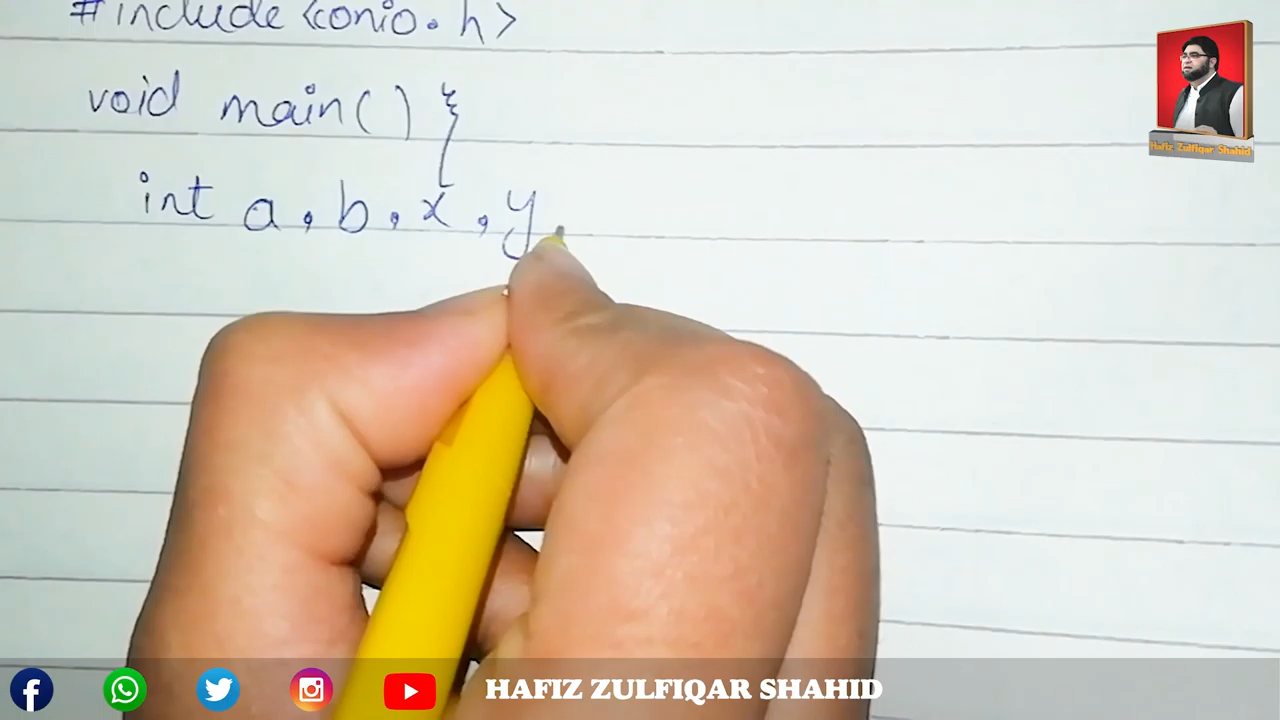 #include <conio.h>
void main() {
int a, b, x, y
Hafiz Zulfiqar Shahid
HAFIZ ZULFIQAR SHAHID